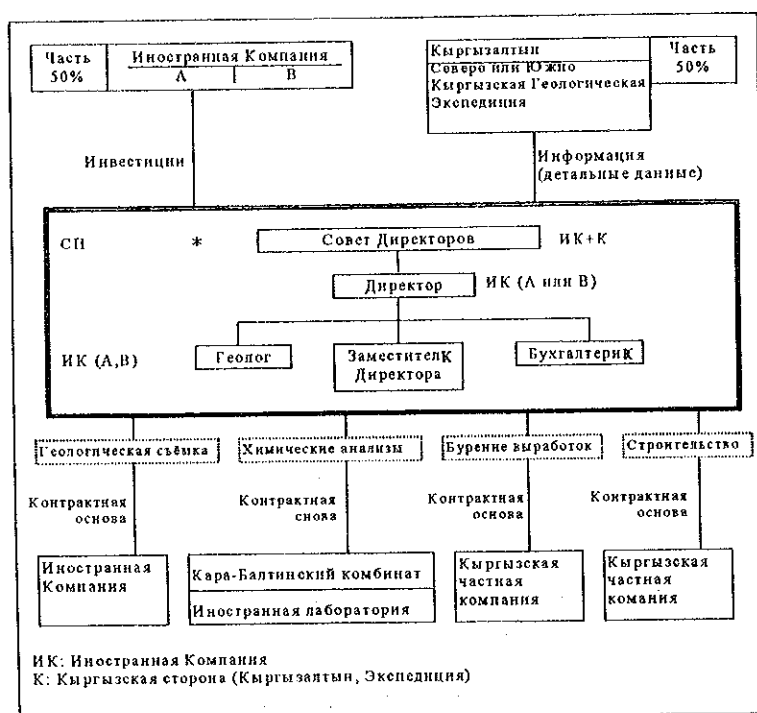 Часть
50%
Иностранная Компания
А В
Кыргызалтын
Соверо или Южно
Кыргызская Геологическая
Экспедиция
Часть
50%
Инвестиции
Информация
(детальные данные)
СП * Совет Директоров ИК+К
Директор ИК (А или В)
ИК (А,В)
Геолог
ЗаместителК
Директора
БухгалтериК
Геологическая съёмка
Химические анализы
Бурение выработок
Строительство
Контрактная
основа
Контрактная
снова
Контрактная
основа
Контрактная
основа
Иностранная
Компания
Кара-Балтинский комбинат
Иностранная лаборатория
Кыргызская
частная
компания
Кыргызская
частная
комания
ИК: Иностранная Компания
К: Кыргызская сторона (Кыргызалтын, Экспедиция)